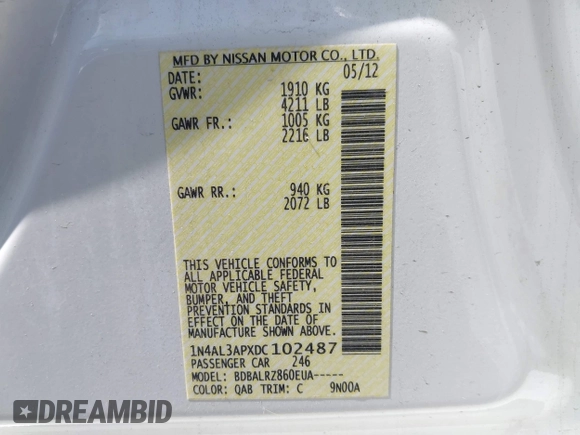 MFD BY NISSAN MOTOR CO., LTD.
DATE: 05/12
GVWR: 1910 KG
4211 LB
GAWR FR.: 1005 KG
2216 LB
GAWR RR.: 940 KG
2072 LB
THIS VEHICLE CONFORMS TO
ALL APPLICABLE FEDERAL
MOTOR VEHICLE SAFETY,
BUMPER, AND THEFT
PREVENTION STANDARDS IN
EFFECT ON THE DATE OF
MANUFACTURE SHOWN ABOVE.
1N4AL3APXDC102487
PASSENGER CAR 246
MODEL: BDBALRZ860EUA-----
COLOR: QAB TRIM: C 9N00A
DREAMBID
DREAMBID